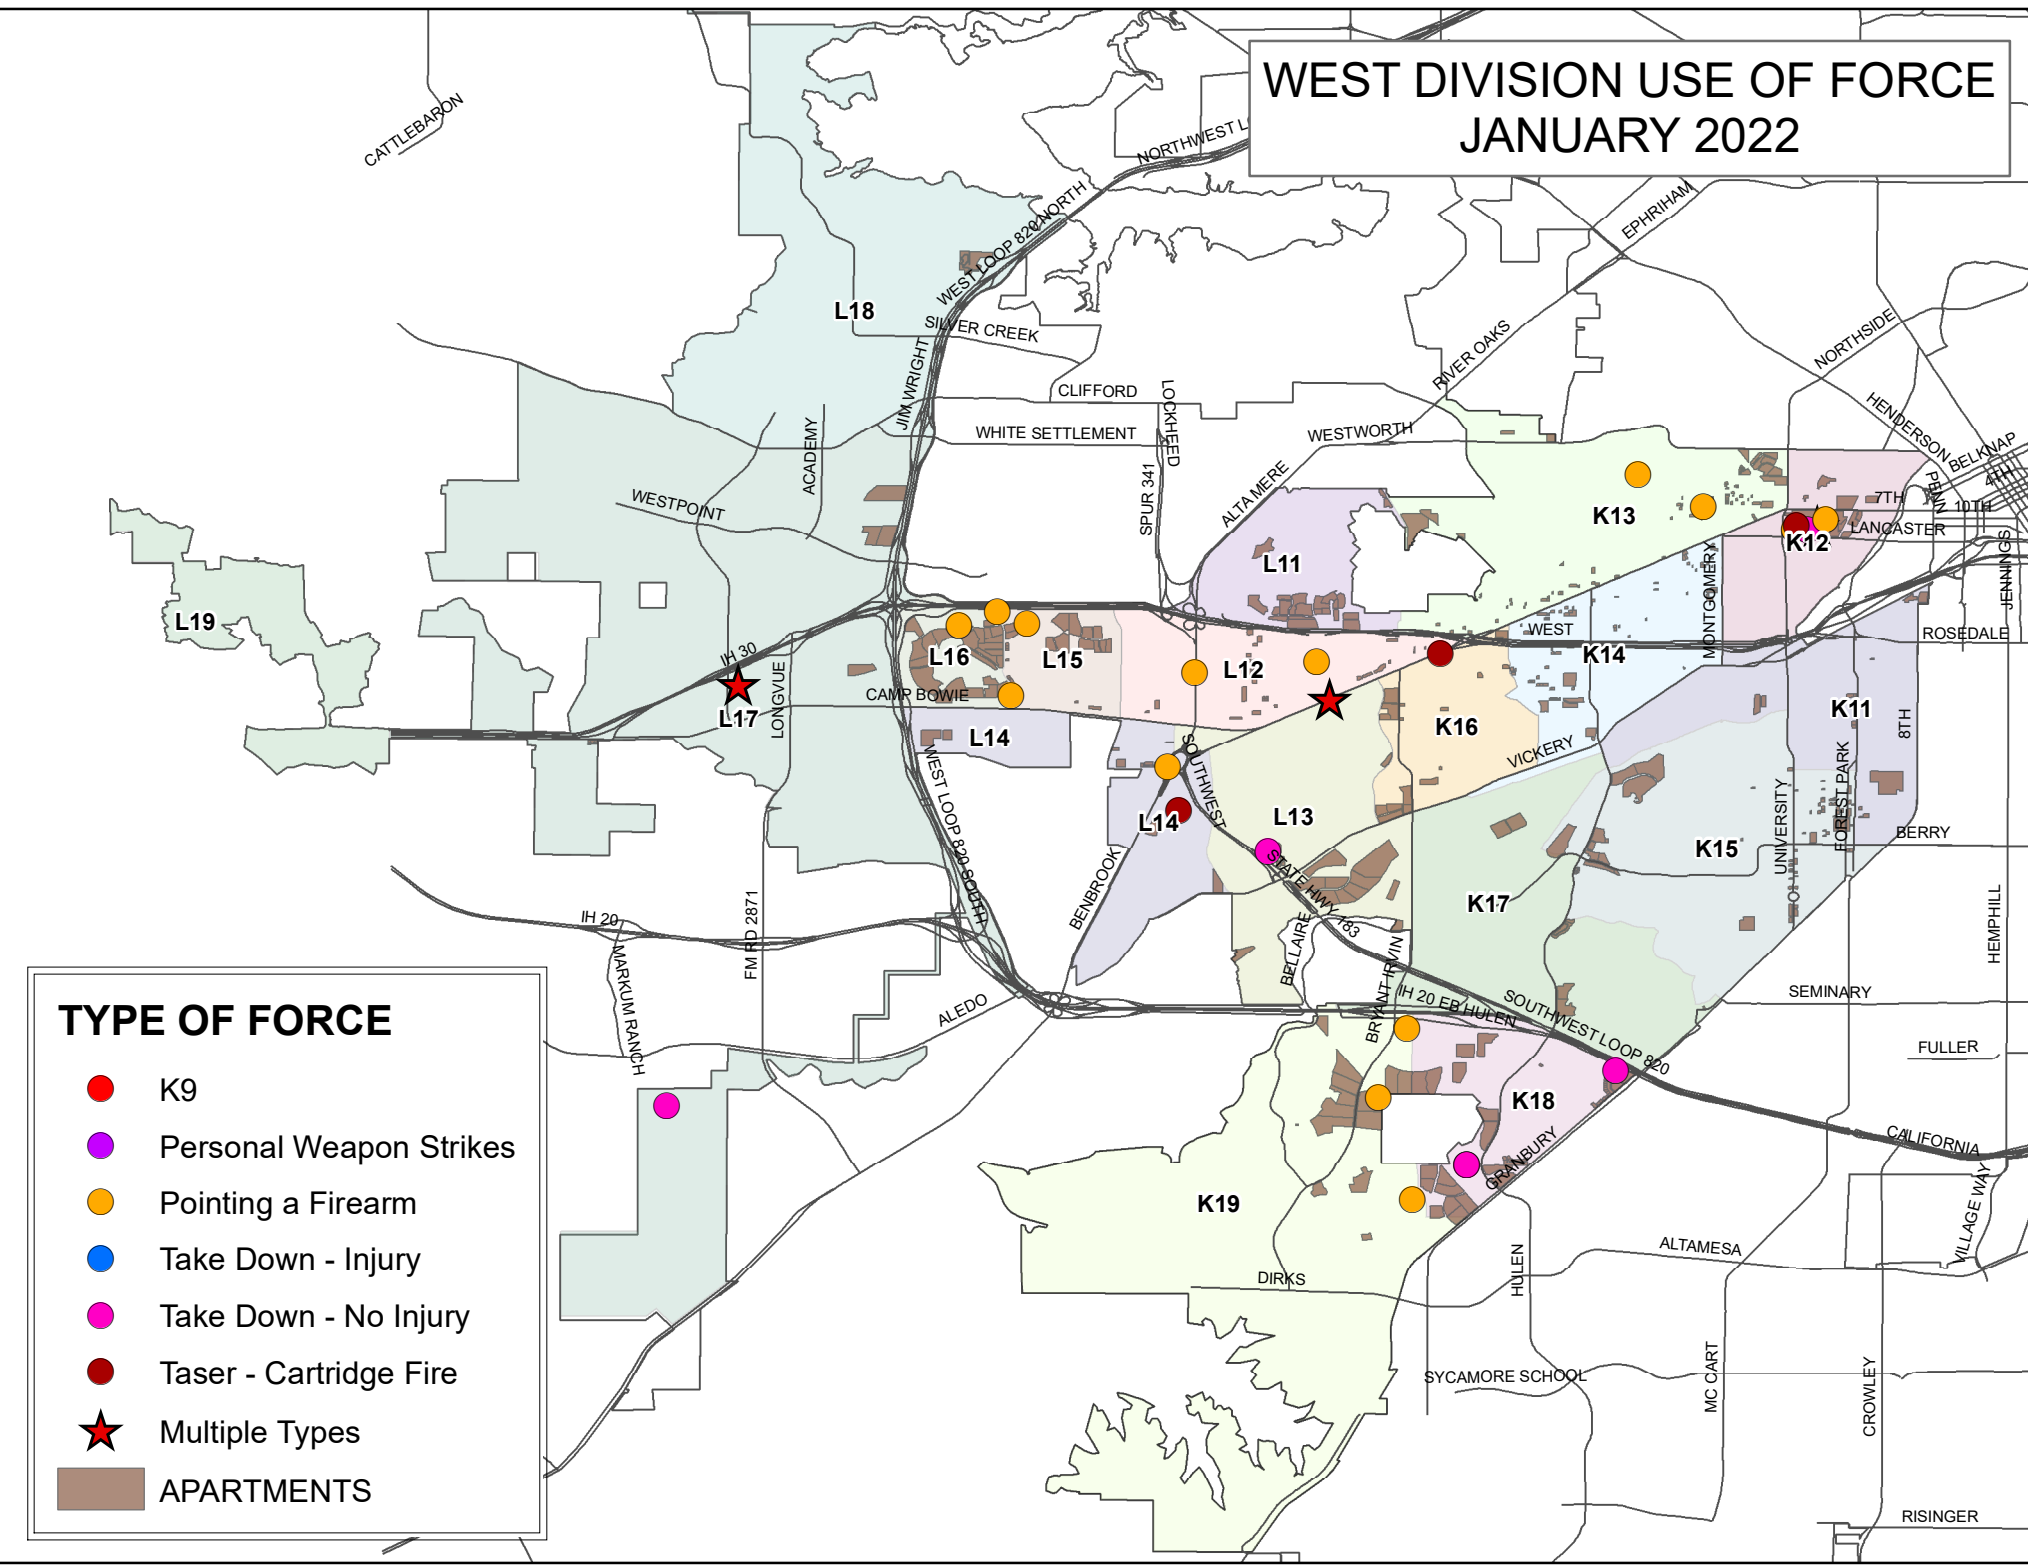 WEST DIVISION USE OF FORCE
JANUARY 2022
CATTLEBARON
NORTHWEST L
WEST LOOP 820 NORTH
EPHRIHAM
L18
SILVER CREEK
RIVER OAKS
NORTHSIDE
JIM WRIGHT
CLIFFORD
LOCKHEED
HENDERSON
WHITE SETTLEMENT
WESTWORTH
BELKNAP
4TH
ACADEMY
SPUR 341
ALTA MERE
PENN
WESTPOINT
7TH
10TH
K13
LANCASTER
K12
L11
MONTGOMERY
JENNINGS
L19
WEST
ROSEDALE
IH 30
L16
L15
L12
K14
CAMP BOWIE
L17
LONGVUE
L14
K16
K11
8TH
VICKERY
SOUTHWEST
WEST LOOP 820 SOUTH
L14
L13
UNIVERSITY
FOREST PARK
K15
BERRY
STATE HWY 183
BENBROOK
K17
HEMPHILL
IH 20
FM RD 2871
MARKUM RANCH
BELLAIRE
BRYANT IRVIN
ALEDO
IH 20 EB HULEN
SOUTHWEST LOOP 820
SEMINARY
FULLER
K18
CALIFORNIA
GRANBURY
K19
VILLAGE WAY
HULEN
ALTAMESA
DIRKS
SYCAMORE SCHOOL
MC CART
CROWLEY
RISINGER
TYPE OF FORCE
K9
Personal Weapon Strikes
Pointing a Firearm
Take Down - Injury
Take Down - No Injury
Taser - Cartridge Fire
Multiple Types
APARTMENTS